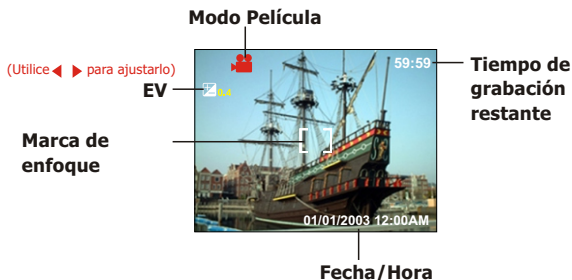 Modo Película
(Utilice ◀ ▶ para ajustarlo)
EV
0.4
59:59
Tiempo de
grabación
restante
Marca de
enfoque
01/01/2003 12:00AM
Fecha/Hora